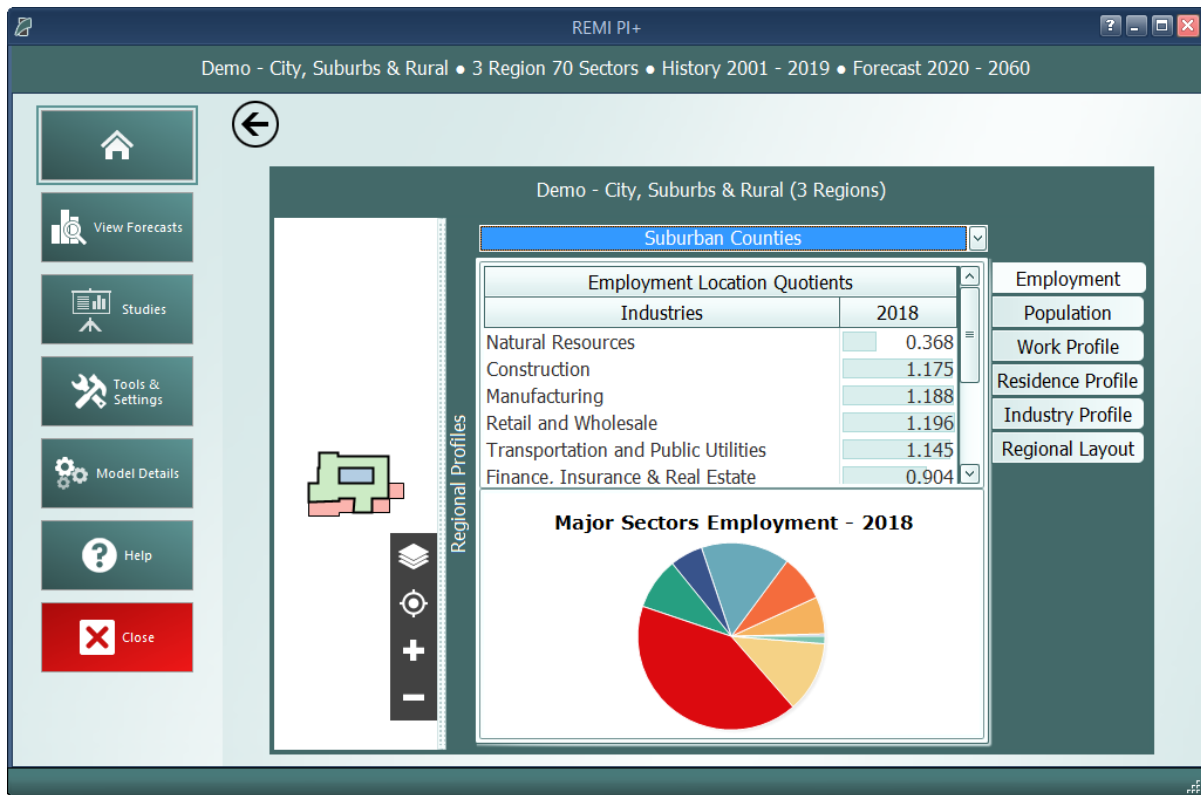 REMI PI+
Demo - City, Suburbs & Rural ● 3 Region 70 Sectors ● History 2001 - 2019 ● Forecast 2020 - 2060
View Forecasts
Studies
Tools &
Settings
Model Details
Help
Close
Demo - City, Suburbs & Rural (3 Regions)
Regional Profiles
Suburban Counties
Employment Location Quotients
Industries 2018
Natural Resources 0.368
Construction 1.175
Manufacturing 1.188
Retail and Wholesale 1.196
Transportation and Public Utilities 1.145
Finance, Insurance & Real Estate 0.904
Major Sectors Employment - 2018
Employment
Population
Work Profile
Residence Profile
Industry Profile
Regional Layout